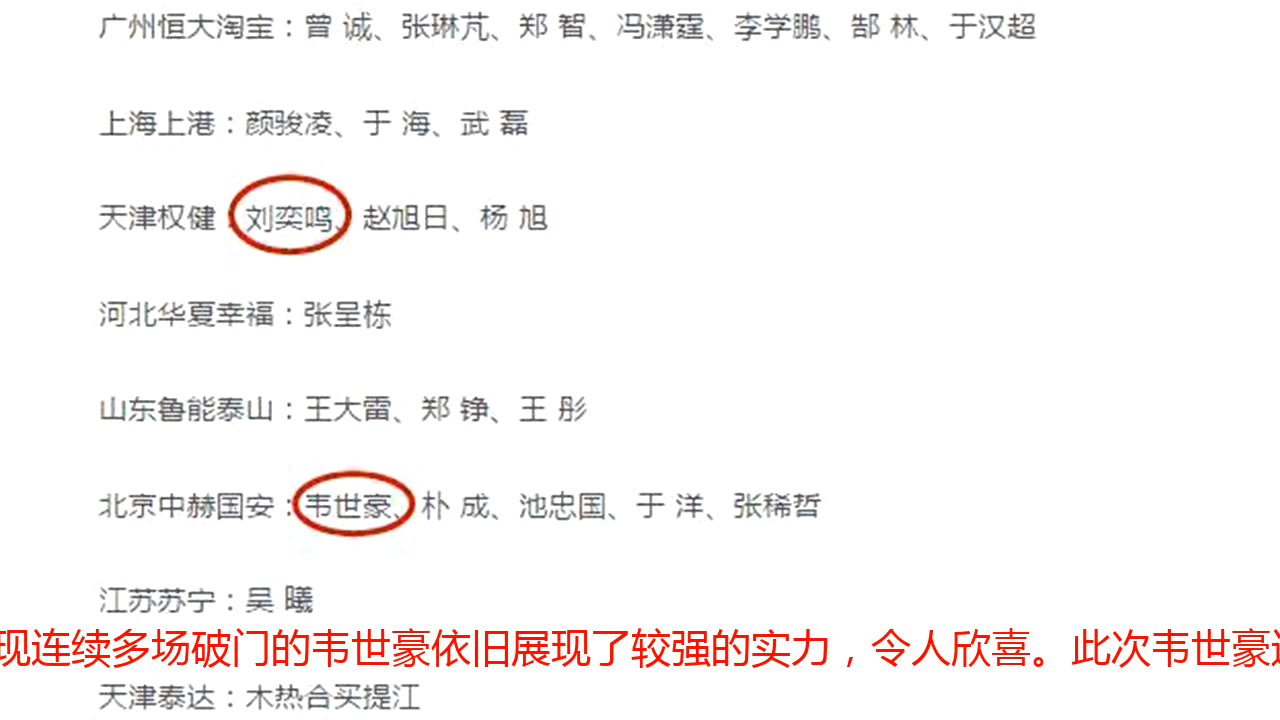 广州恒大淘宝：曾 诚、张琳芃、郑 智、冯潇霆、李学鹏、郜 林、于汉超
上海上港：颜骏凌、于 海、武 磊
天津权健：刘奕鸣、赵旭日、杨 旭
河北华夏幸福：张呈栋
山东鲁能泰山：王大雷、郑 铮、王 彤
北京中赫国安：韦世豪、朴 成、池忠国、于 洋、张稀哲
江苏苏宁：吴 曦
现连续多场破门的韦世豪依旧展现了较强的实力，令人欣喜。此次韦世豪
天津泰达：木热合买提江